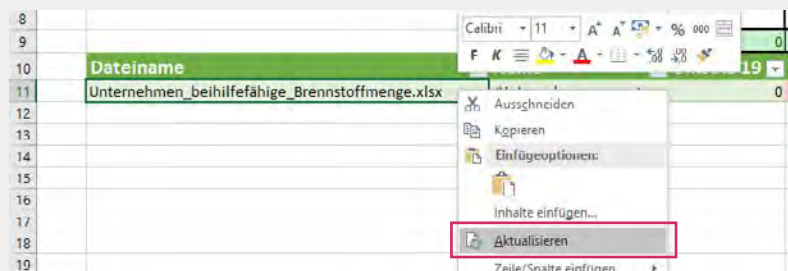 8
Calibri 11 A A % 000
9 0
F K A
10 Dateiname 19
11 Unternehmen_beihilfefähige_Brennstoffmenge.xlsx 0
12 Ausschneiden
13 Kopieren
14 Einfügeoptionen:
15
16
17 Inhalte einfügen...
18 Aktualisieren
19 Zeile/Spalte einfügen